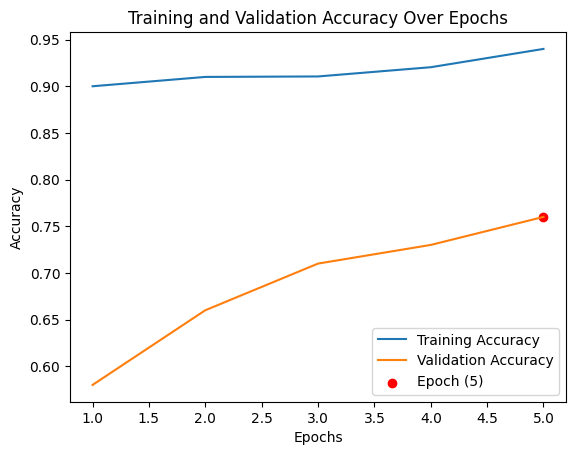 Training and Validation Accuracy Over Epochs
0.95
0.90
0.85
0.80
0.75
0.70
0.65
0.60
Accuracy
Training Accuracy
Validation Accuracy
Epoch (5)
1.0 1.5 2.0 2.5 3.0 3.5 4.0 4.5 5.0
Epochs